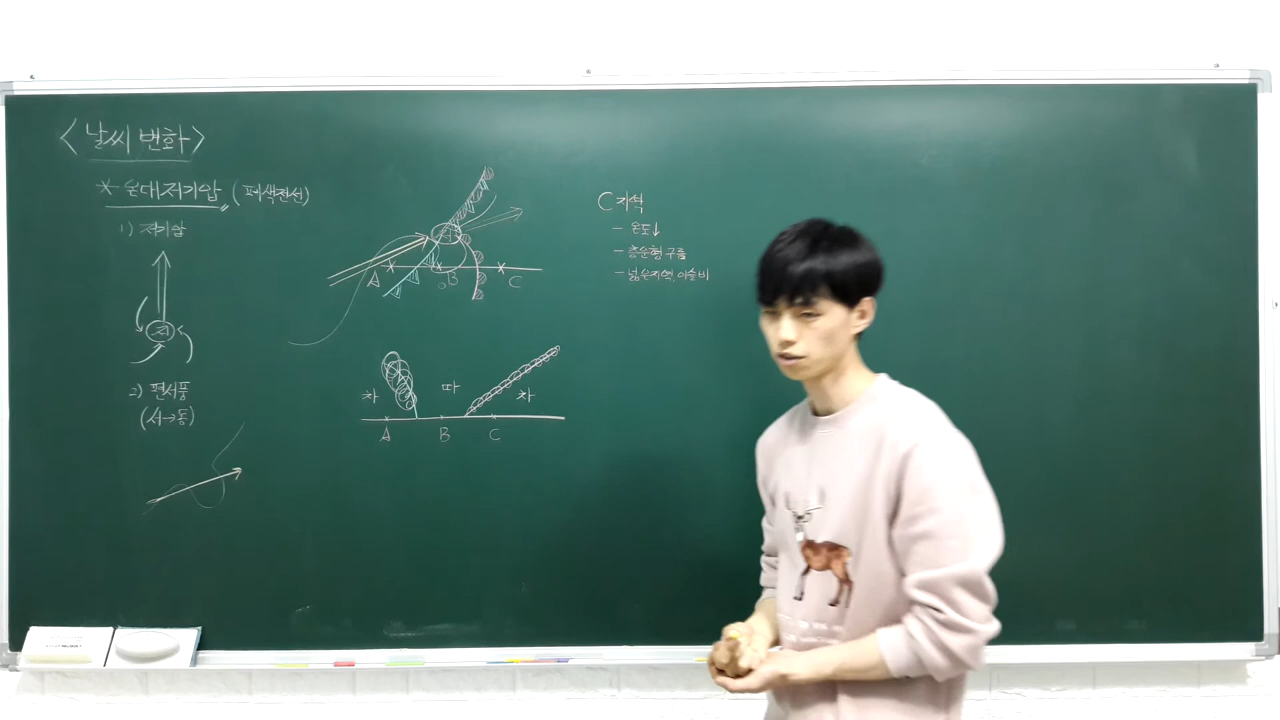 <날씨 변화>
* 온대저기압 (폐색전선)
1) 저기압
저
2) 편서풍
(서→동)
A
B
C
차
따
차
A
B
C
C지역
- 온도↓
- 층운형 구름
- 넓은지역, 이슬비